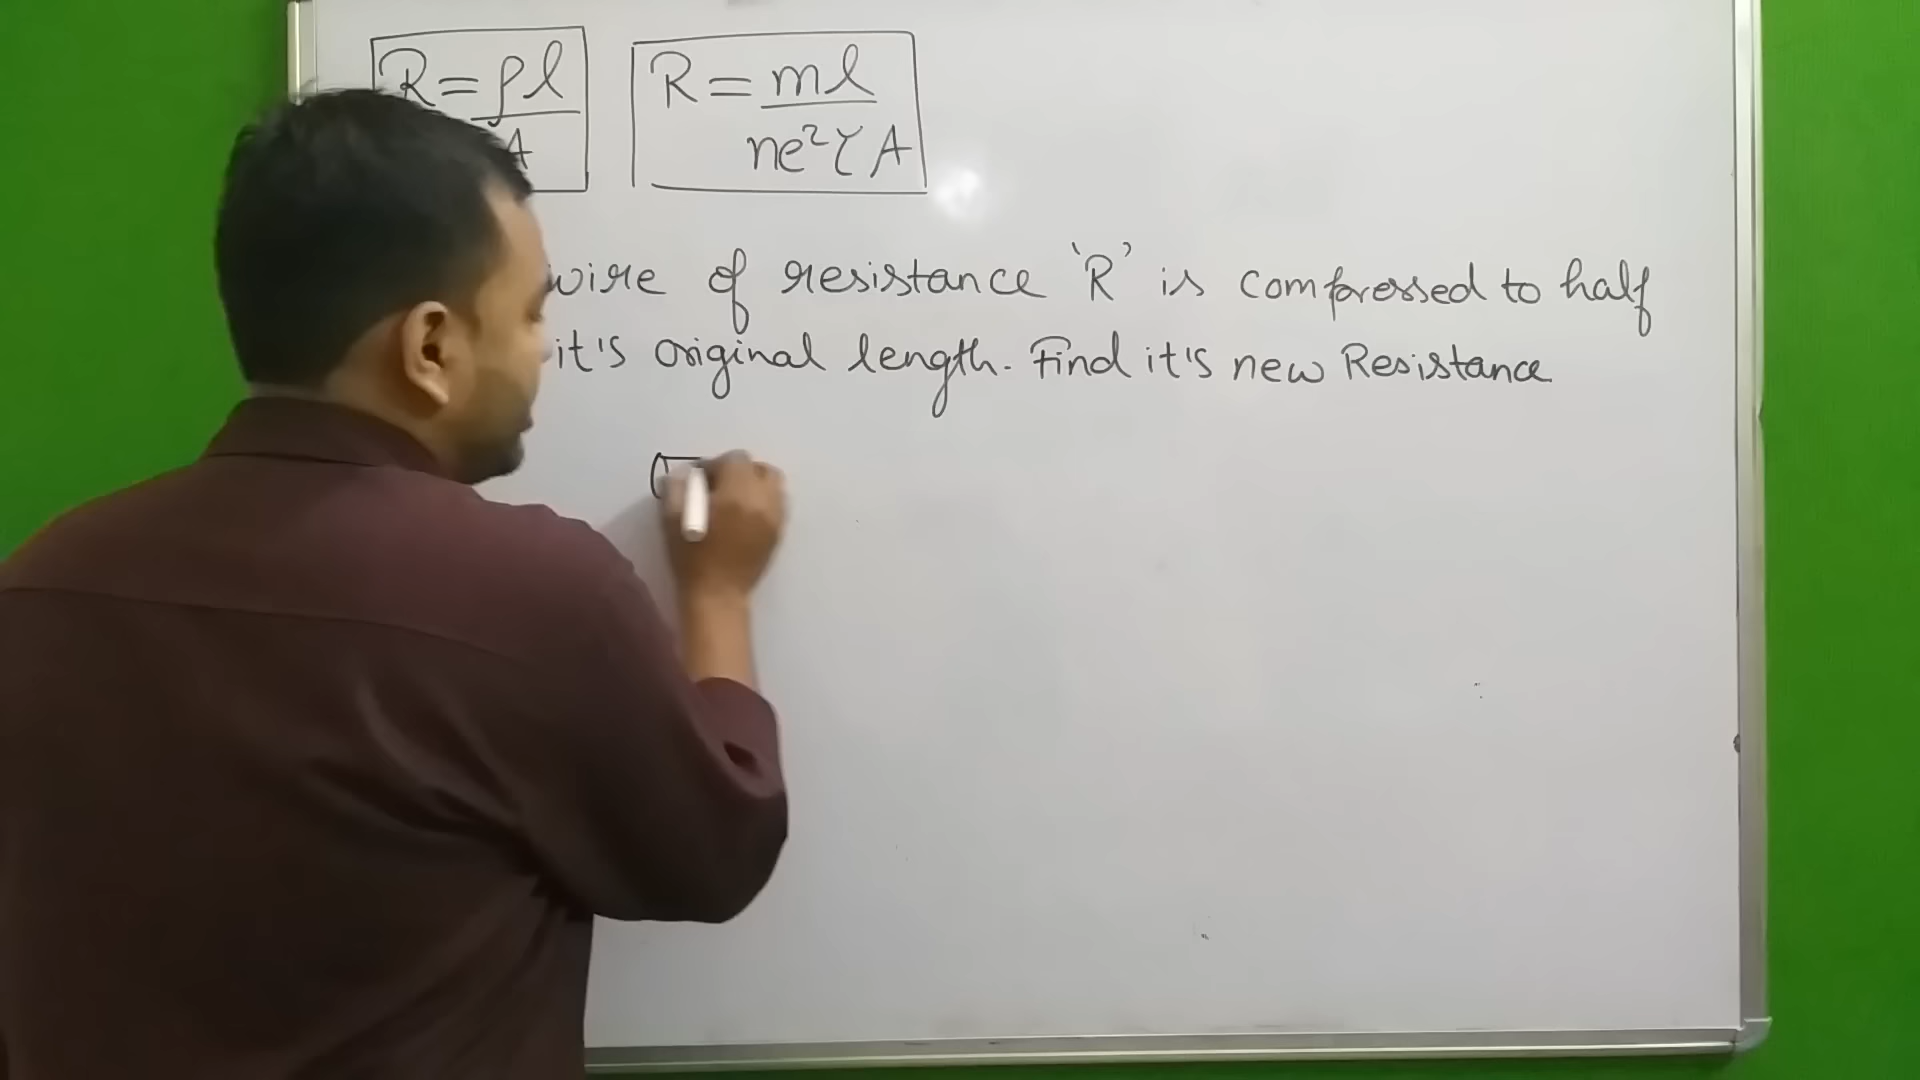 R = ρl / A
R = ml / ne²τA
wire of resistance 'R' is compressed to half
it's original length. Find it's new Resistance